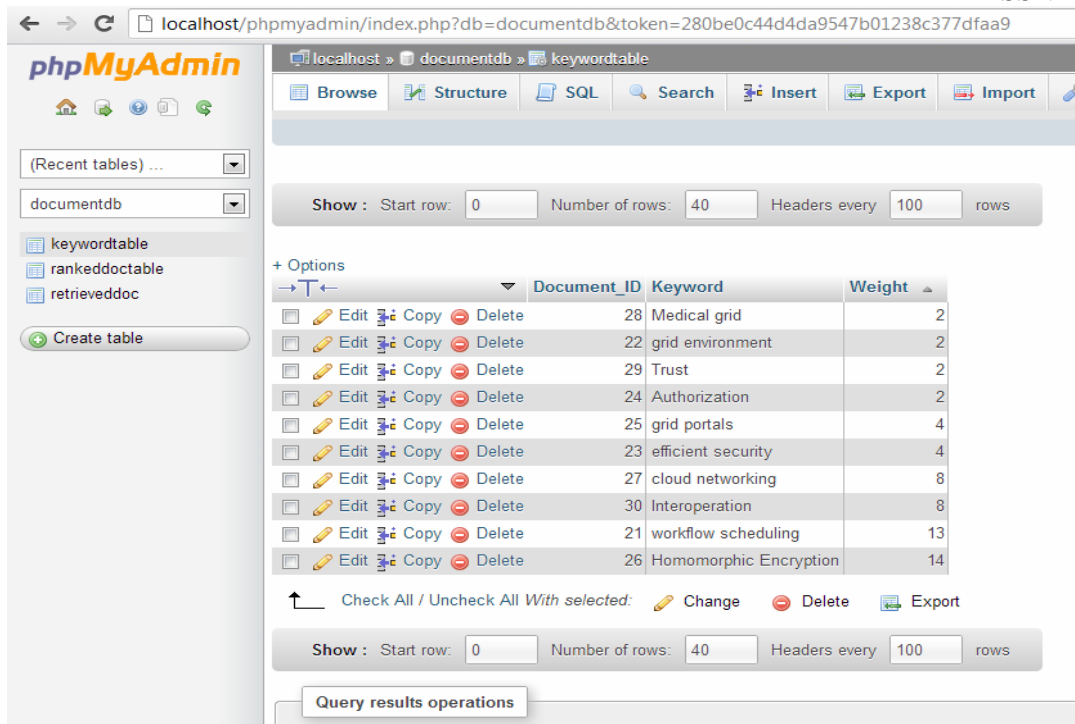 localhost/phpmyadmin/index.php?db=documentdb&token=280be0c44d4da9547b01238c377dfaa9
phpMyAdmin
(Recent tables) ...
documentdb
keywordtable
rankeddoctable
retrieveddoc
Create table
localhost » documentdb » keywordtable
Browse Structure SQL Search Insert Export Import
Show : Start row: 0 Number of rows: 40 Headers every 100 rows
+ Options
Document_ID Keyword Weight
Edit Copy Delete 28 Medical grid 2
Edit Copy Delete 22 grid environment 2
Edit Copy Delete 29 Trust 2
Edit Copy Delete 24 Authorization 2
Edit Copy Delete 25 grid portals 4
Edit Copy Delete 23 efficient security 4
Edit Copy Delete 27 cloud networking 8
Edit Copy Delete 30 Interoperation 8
Edit Copy Delete 21 workflow scheduling 13
Edit Copy Delete 26 Homomorphic Encryption 14
Check All / Uncheck All With selected: Change Delete Export
Show : Start row: 0 Number of rows: 40 Headers every 100 rows
Query results operations